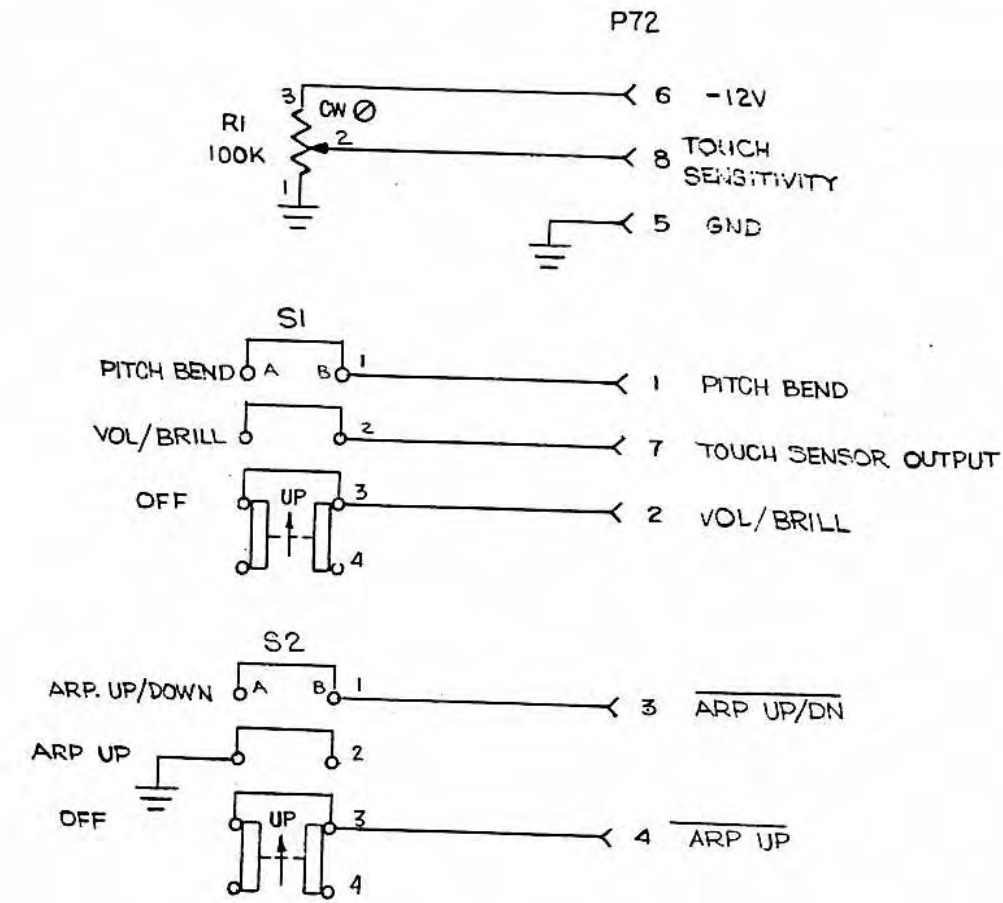 P72
3 CW 6 -12V
R1
100K
2 8 TOUCH
SENSITIVITY
1
5 GND
S1
PITCH BEND A B 1 1 PITCH BEND
VOL/BRILL 2 7 TOUCH SENSOR OUTPUT
OFF UP 3 2 VOL/BRILL
4
S2
ARP. UP/DOWN A B 1 3 ARP UP/DN
ARP UP 2
OFF UP 3 4 ARP UP
4